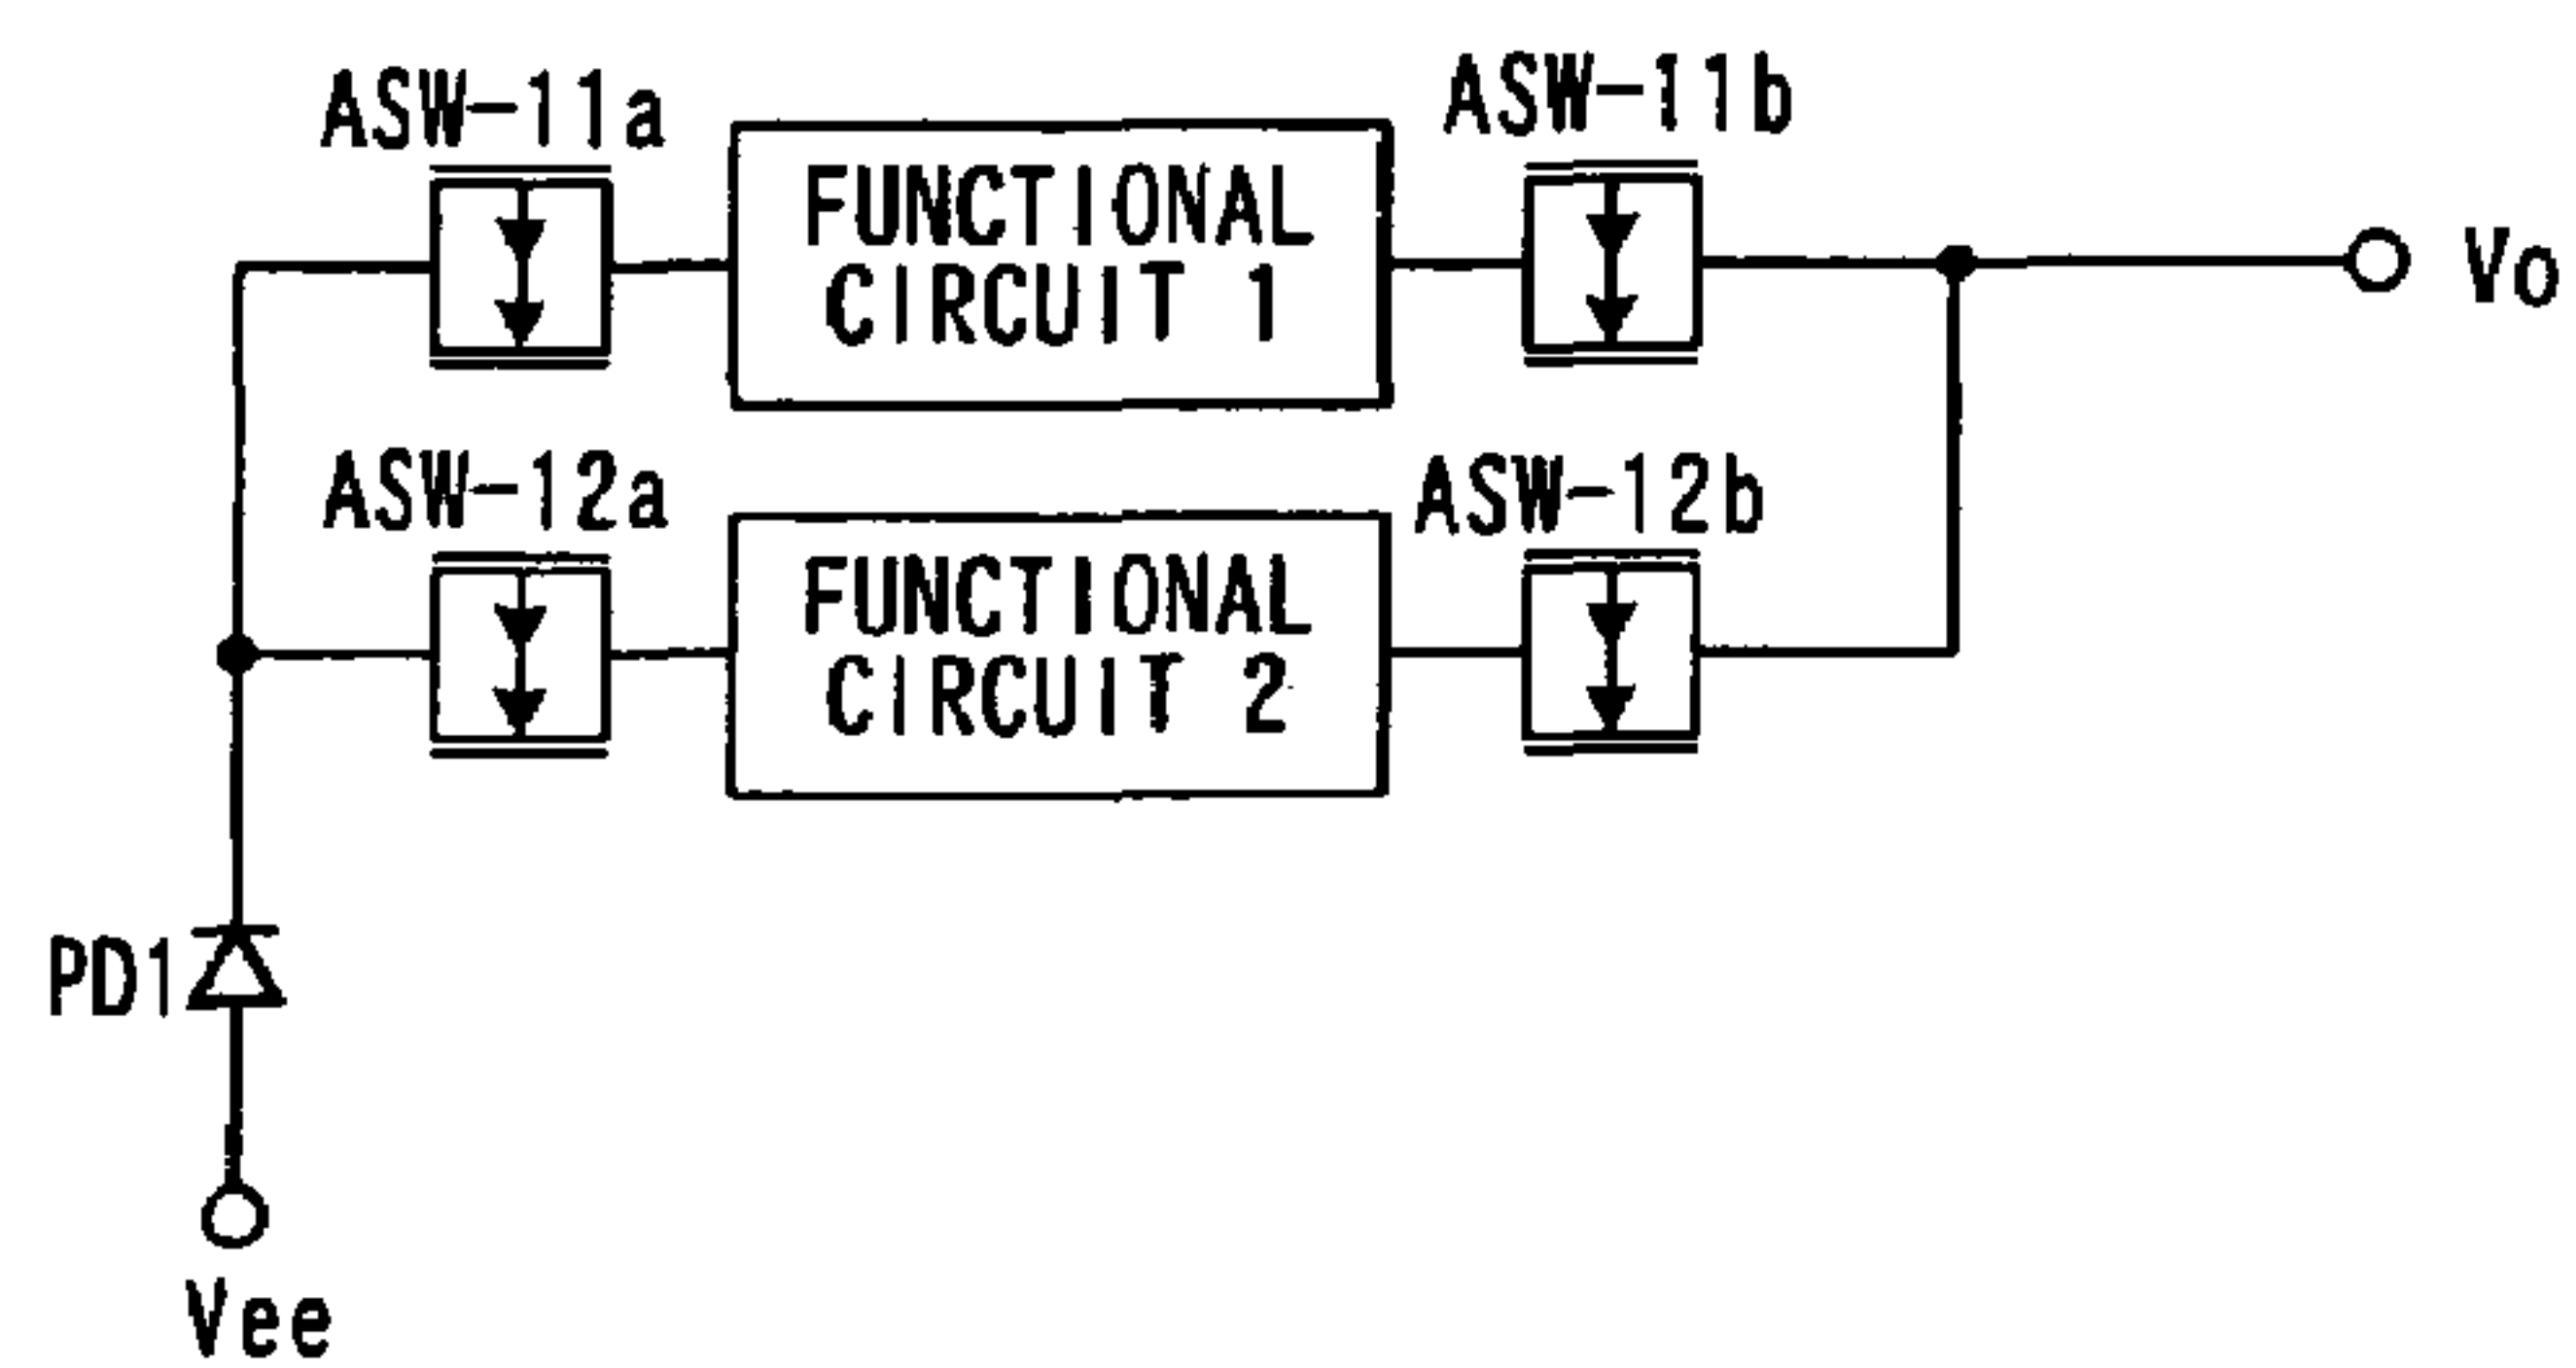 ASW-11a
ASW-11b
FUNCTIONAL
CIRCUIT 1
Vo
ASW-12a
ASW-12b
FUNCTIONAL
CIRCUIT 2
PD1
Vee